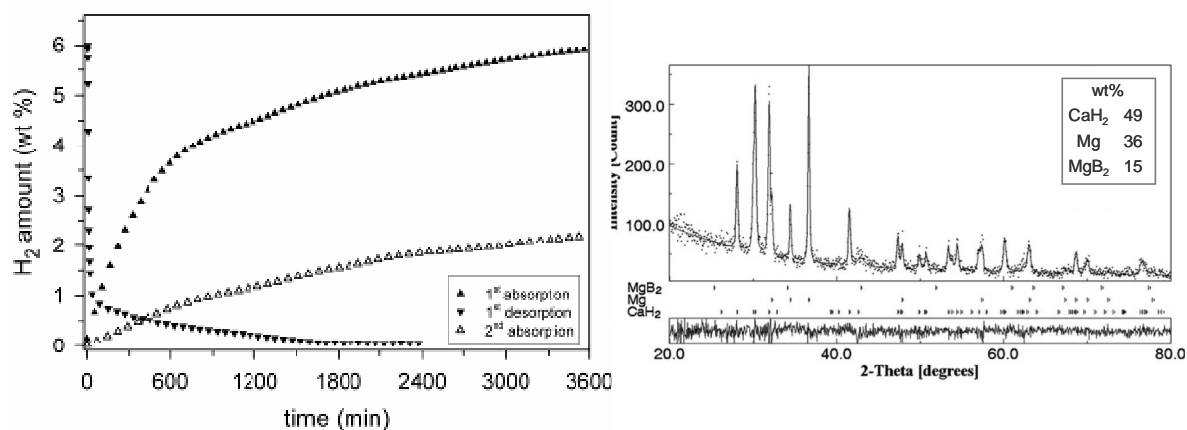 H₂ amount (wt %)
6
5
4
3
2
1
0
1ˢᵗ absorption
1ˢᵗ desorption
2ⁿᵈ absorption
0 600 1200 1800 2400 3000 3600
time (min)
Intensity [Count]
300.0
200.0
100.0
wt%
CaH₂ 49
Mg 36
MgB₂ 15
MgB₂
Mg
CaH₂
20.0 40.0 60.0 80.0
2-Theta [degrees]